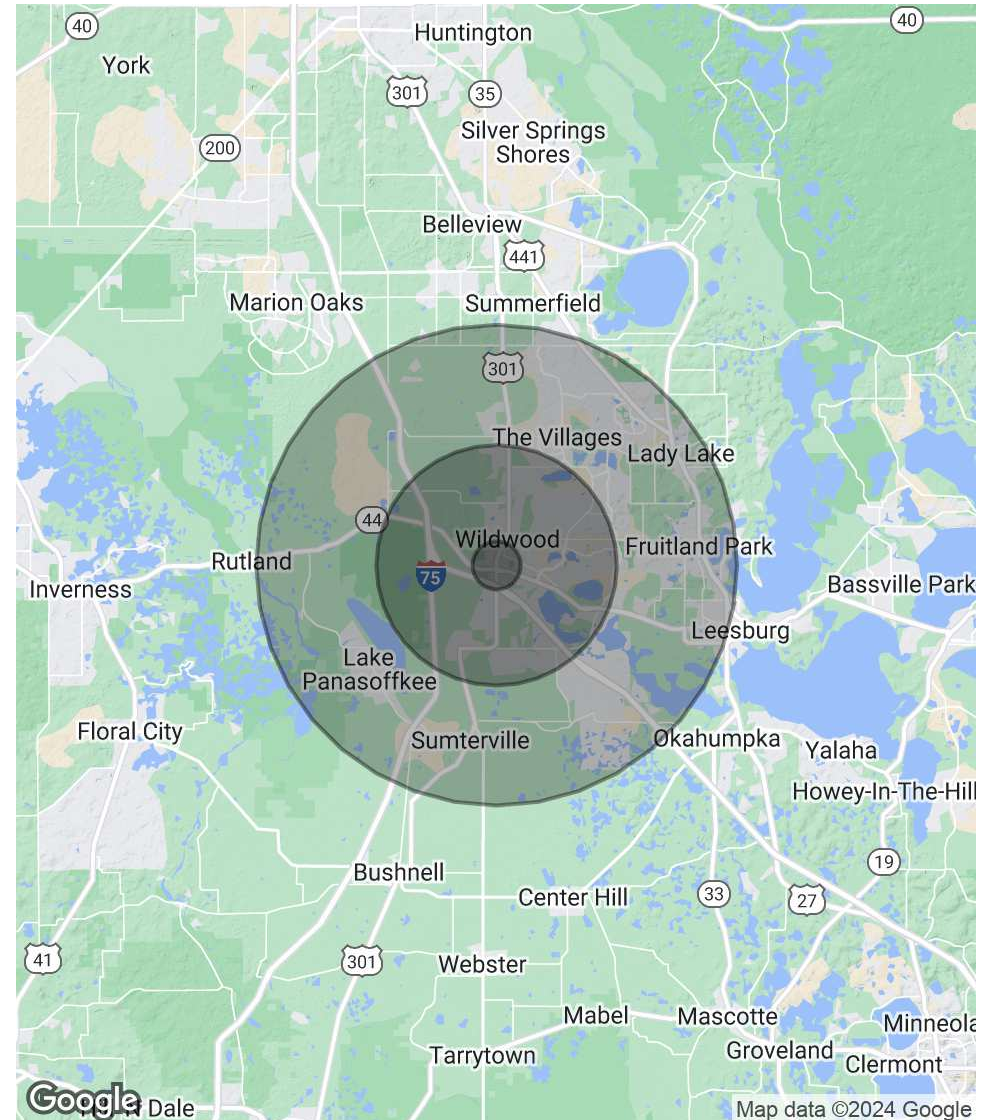 40
Huntington
40
York
301
35
200
Silver Springs
Shores
Belleview
441
Marion Oaks
Summerfield
301
The Villages
Lady Lake
44
Wildwood
Rutland
Fruitland Park
75
Inverness
Bassville Park
Leesburg
Lake
Panasoffkee
Floral City
Sumterville
Okahumpka
Yalaha
Howey-In-The-Hill
Bushnell
19
Center Hill
33
27
41
301
Webster
Mabel
Mascotte
Minneola
Tarrytown
Groveland
Clermont
Google
Dale
Map data ©2024 Google